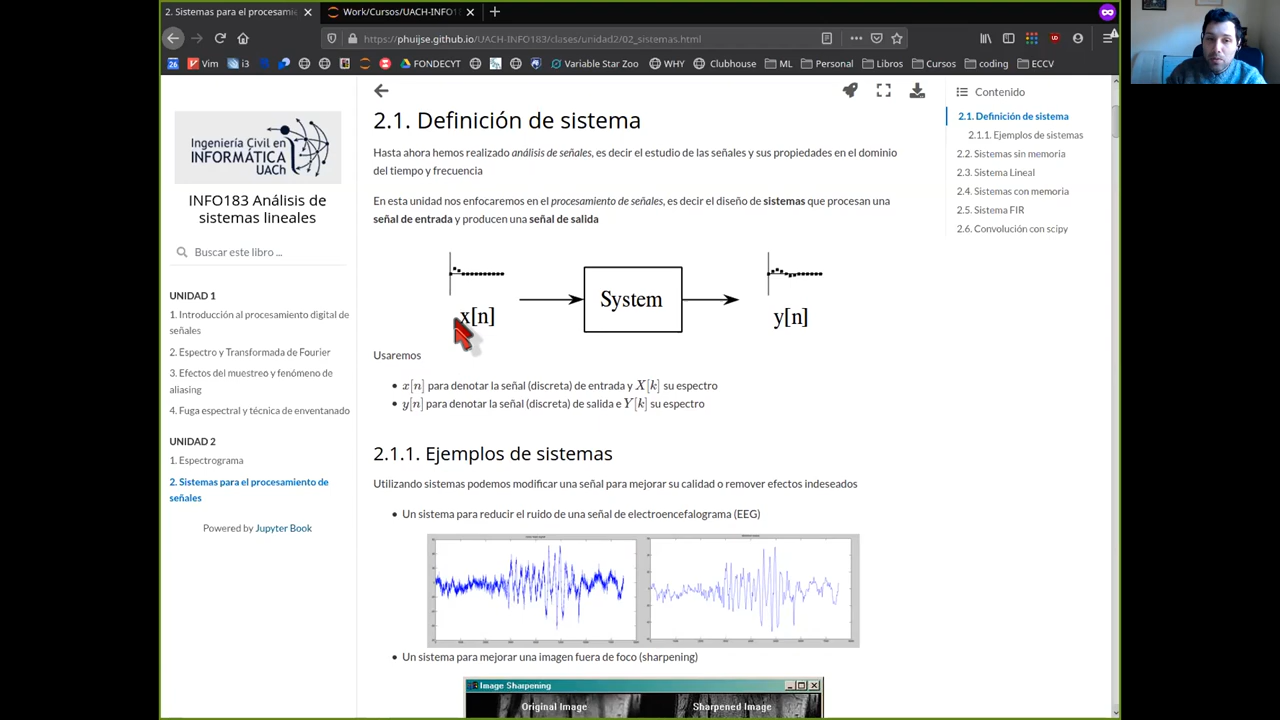 2. Sistemas para el procesami
Work/Cursos/UACH-INFO1
https://phuijse.github.io/UACH-INFO183/clases/unidad2/02_sistemas.html
26
Vim
i3
FONDECYT
Variable Star Zoo
WHY
Clubhouse
ML
Personal
Libros
Cursos
coding
ECCV
Ingeniería Civil en
INFORMÁTICA
UACh
INFO183 Análisis de
sistemas lineales
Buscar este libro ...
UNIDAD 1
1. Introducción al procesamiento digital de
señales
2. Espectro y Transformada de Fourier
3. Efectos del muestreo y fenómeno de
aliasing
4. Fuga espectral y técnica de enventanado
UNIDAD 2
1. Espectrograma
2. Sistemas para el procesamiento de
señales
Powered by Jupyter Book
2.1. Definición de sistema
Hasta ahora hemos realizado análisis de señales, es decir el estudio de las señales y sus propiedades en el dominio
del tiempo y frecuencia
En esta unidad nos enfocaremos en el procesamiento de señales, es decir el diseño de sistemas que procesan una
señal de entrada y producen una señal de salida
x[n]
System
y[n]
Usaremos
• x[n] para denotar la señal (discreta) de entrada y X[k] su espectro
• y[n] para denotar la señal (discreta) de salida e Y[k] su espectro
2.1.1. Ejemplos de sistemas
Utilizando sistemas podemos modificar una señal para mejorar su calidad o remover efectos indeseados
• Un sistema para reducir el ruido de una señal de electroencefalograma (EEG)
• Un sistema para mejorar una imagen fuera de foco (sharpening)
Image Sharpening
Original Image
Sharpened Image
Contenido
2.1. Definición de sistema
2.1.1. Ejemplos de sistemas
2.2. Sistemas sin memoria
2.3. Sistema Lineal
2.4. Sistemas con memoria
2.5. Sistema FIR
2.6. Convolución con scipy